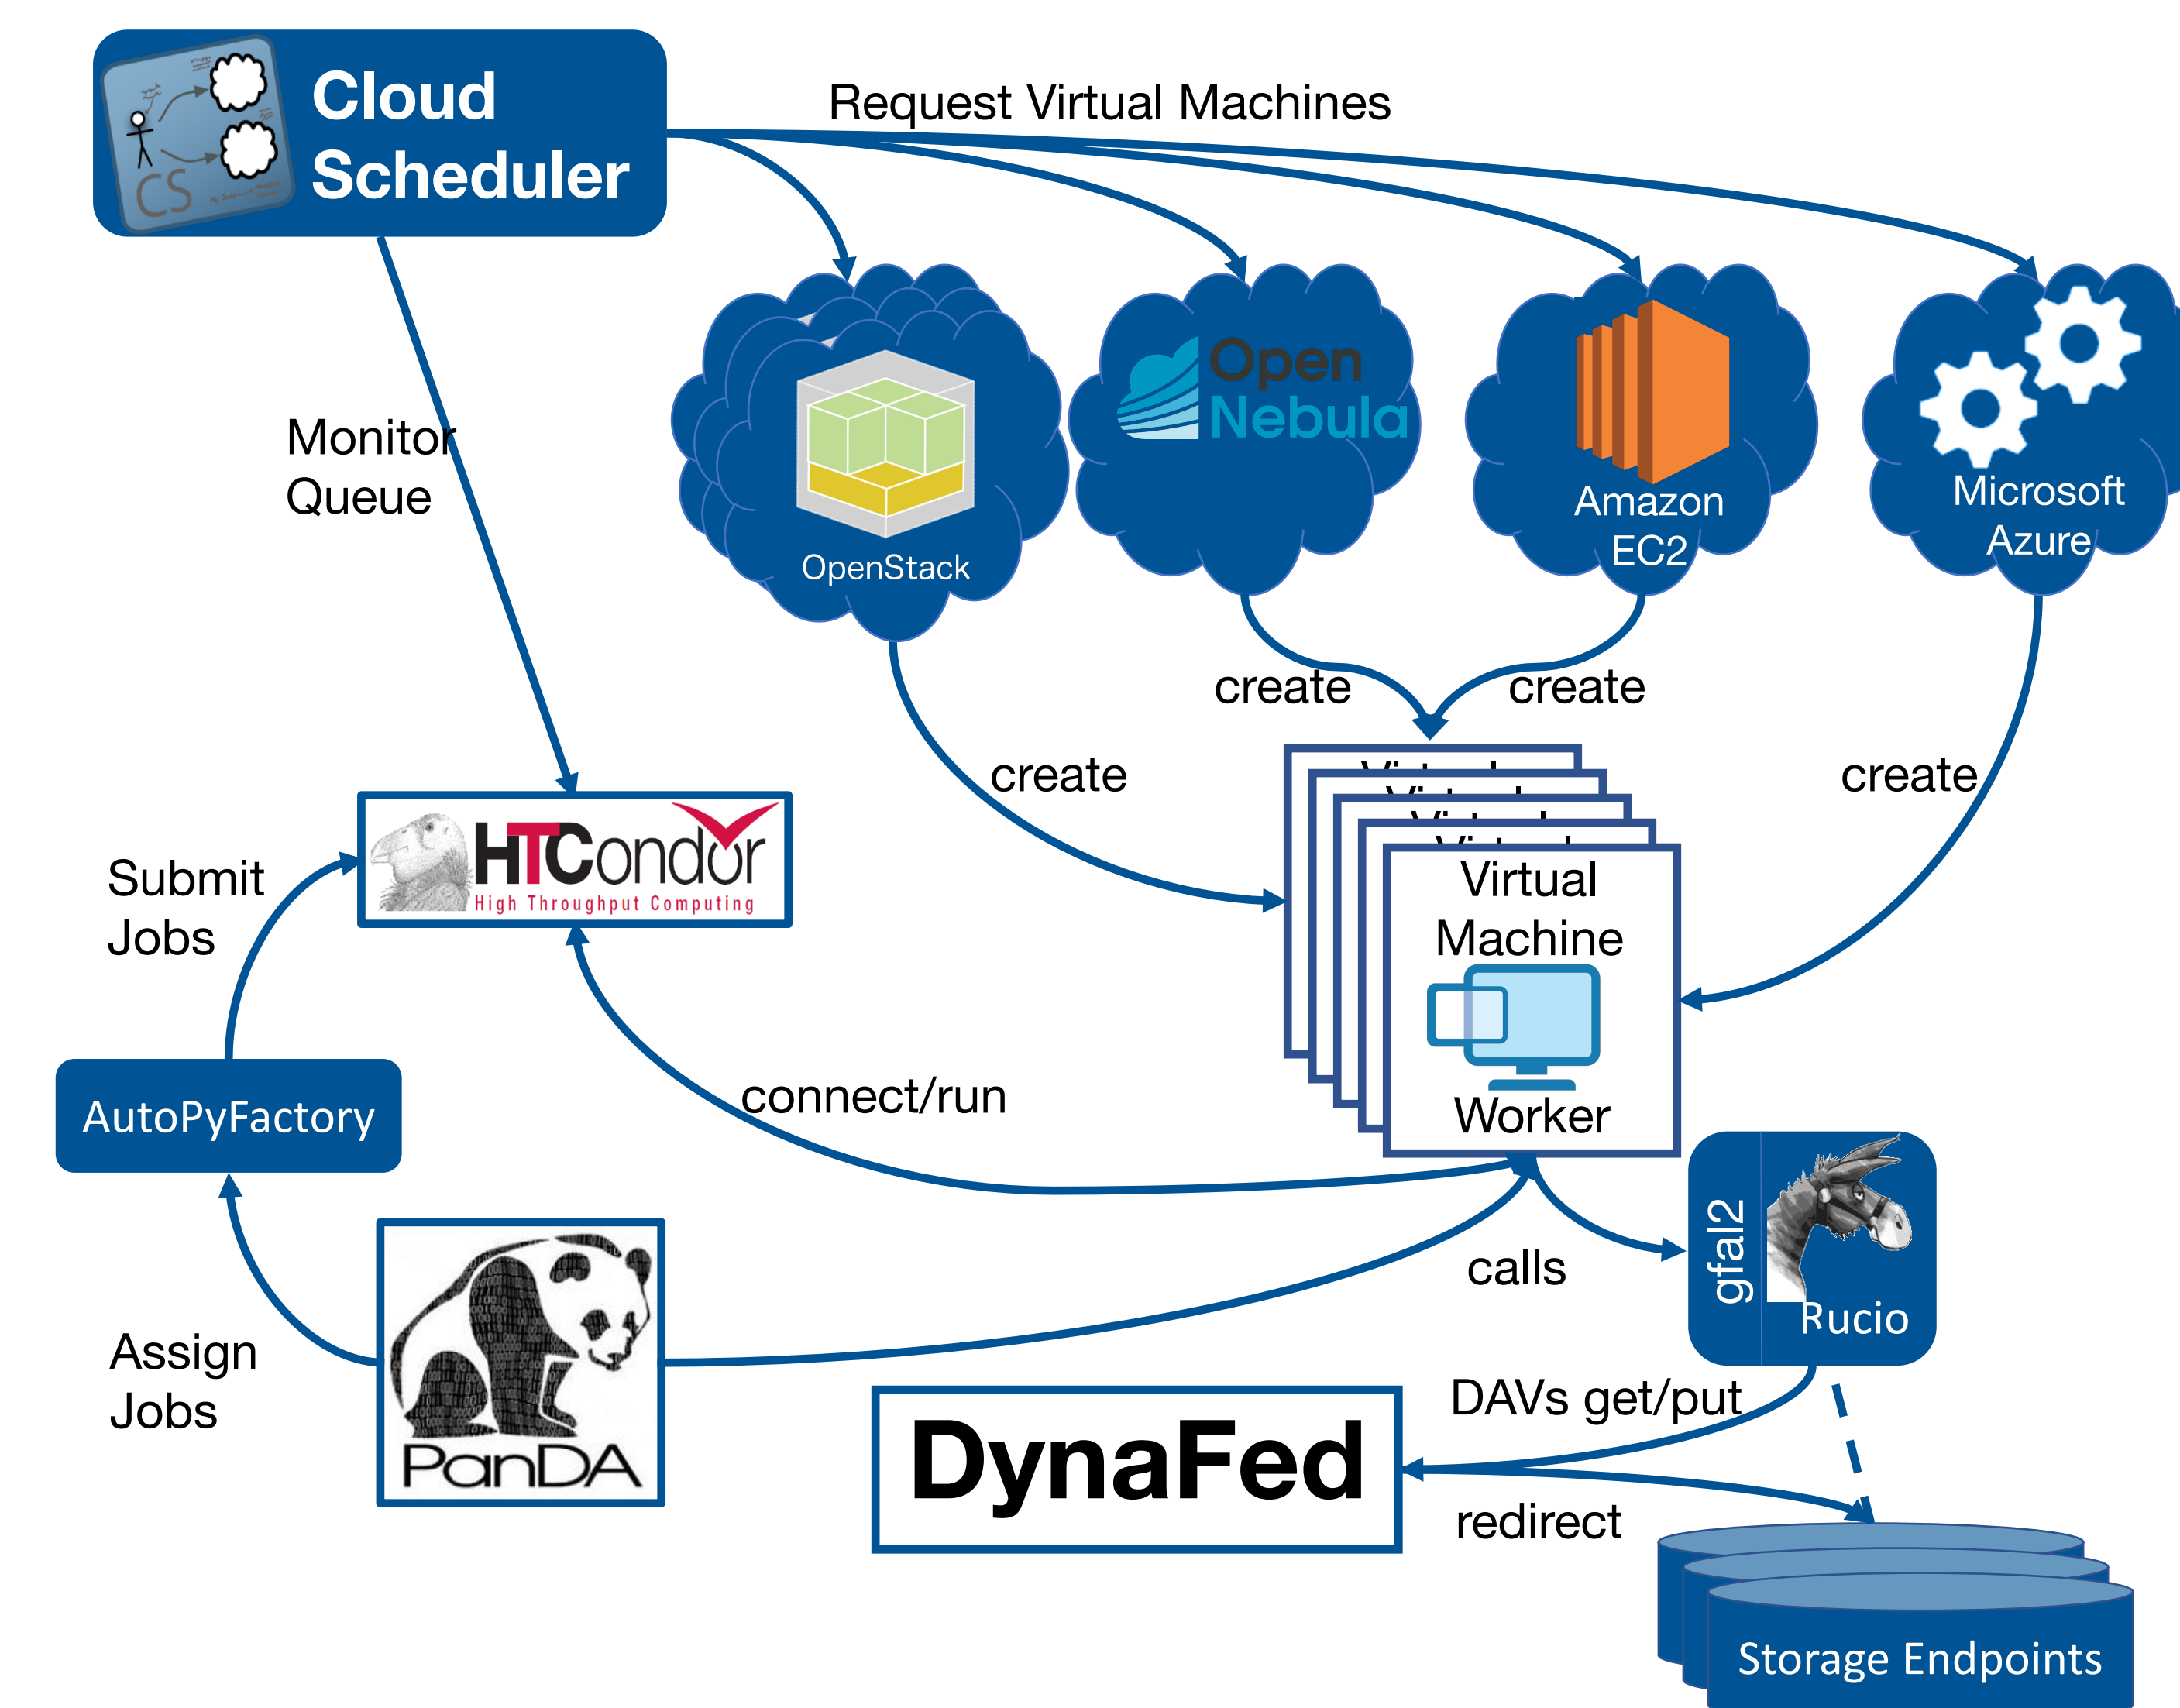 Cloud
Scheduler
CS
Request Virtual Machines
Monitor
Queue
OpenStack
Open
Nebula
Amazon
EC2
Microsoft
Azure
create
create
create
create
HTCondor
High Throughput Computing
Submit
Jobs
Virtual
Machine
Worker
AutoPyFactory
connect/run
gfal2
Rucio
calls
Assign
Jobs
PanDA
DAVs get/put
DynaFed
redirect
Storage Endpoints